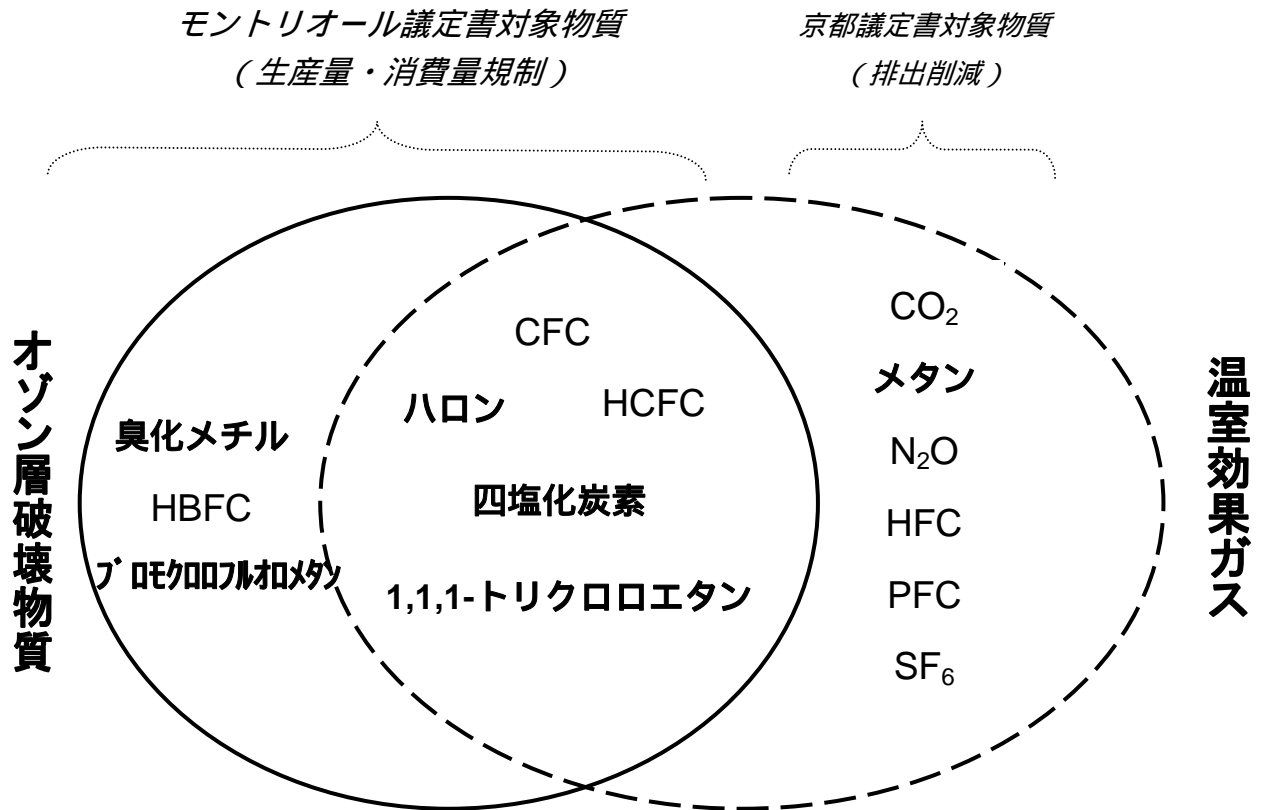 モントリオール議定書対象物質
（生産量・消費量規制）
京都議定書対象物質
（排出削減）
オゾン層破壊物質
臭化メチル
HBFC
ブロモクロロフルオロメタン
CFC
ハロン
HCFC
四塩化炭素
1,1,1-トリクロロエタン
CO₂
メタン
N₂O
HFC
PFC
SF₆
温室効果ガス